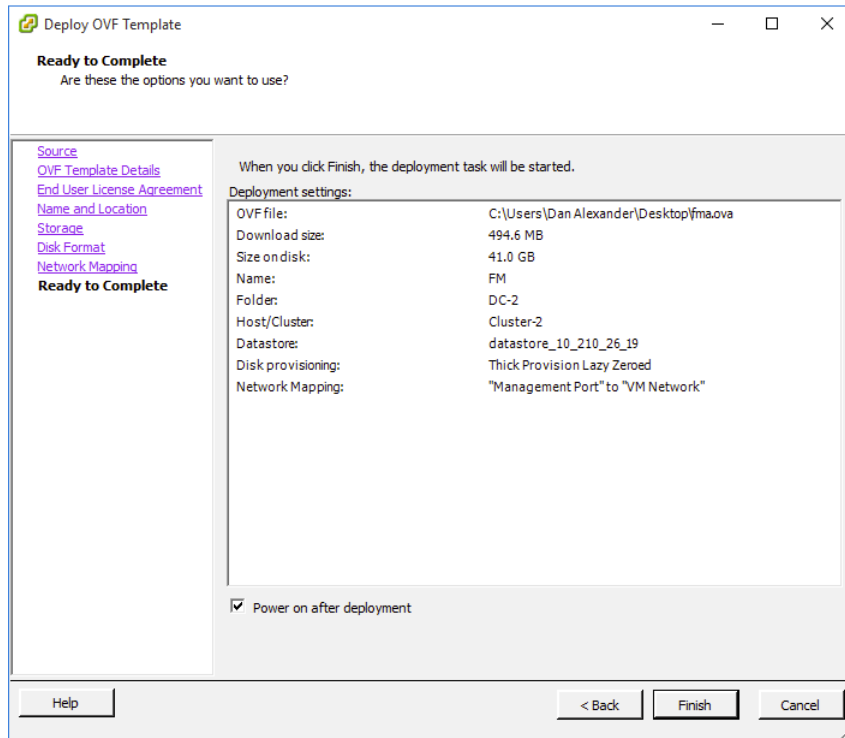 Deploy OVF Template
Ready to Complete
Are these the options you want to use?
Source
OVF Template Details
End User License Agreement
Name and Location
Storage
Disk Format
Network Mapping
Ready to Complete
When you click Finish, the deployment task will be started.
Deployment settings:
OVF file: C:\Users\Dan Alexander\Desktop\fma.ova
Download size: 494.6 MB
Size on disk: 41.0 GB
Name: FM
Folder: DC-2
Host/Cluster: Cluster-2
Datastore: datastore_10_210_26_19
Disk provisioning: Thick Provision Lazy Zeroed
Network Mapping: "Management Port" to "VM Network"
Power on after deployment
Help < Back Finish Cancel